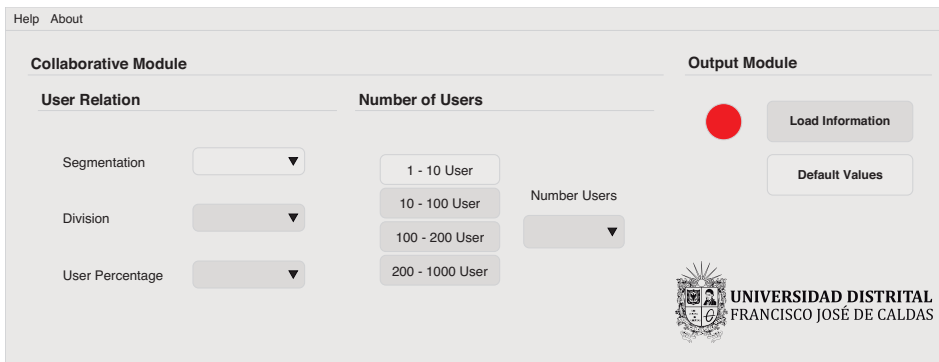 Help About
Collaborative Module
Output Module
User Relation
Number of Users
Load Information
Segmentation
1 - 10 User
Default Values
10 - 100 User
Number Users
Division
100 - 200 User
User Percentage
200 - 1000 User
UNIVERSIDAD DISTRITAL
FRANCISCO JOSÉ DE CALDAS